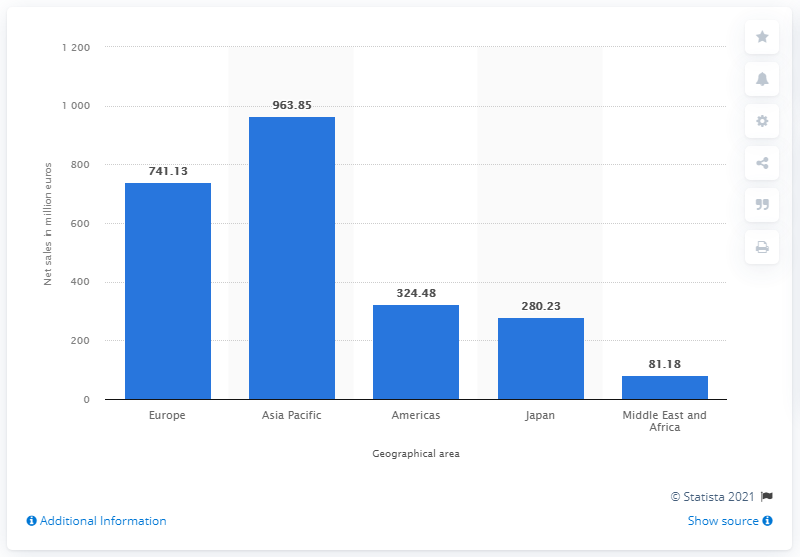 1 200
1 000
800
600
400
200
0
Net sales in million euros
741.13
963.85
324.48
280.23
81.18
Europe
Asia Pacific
Americas
Japan
Middle East and
Africa
Geographical area
© Statista 2021
Additional Information
Show source